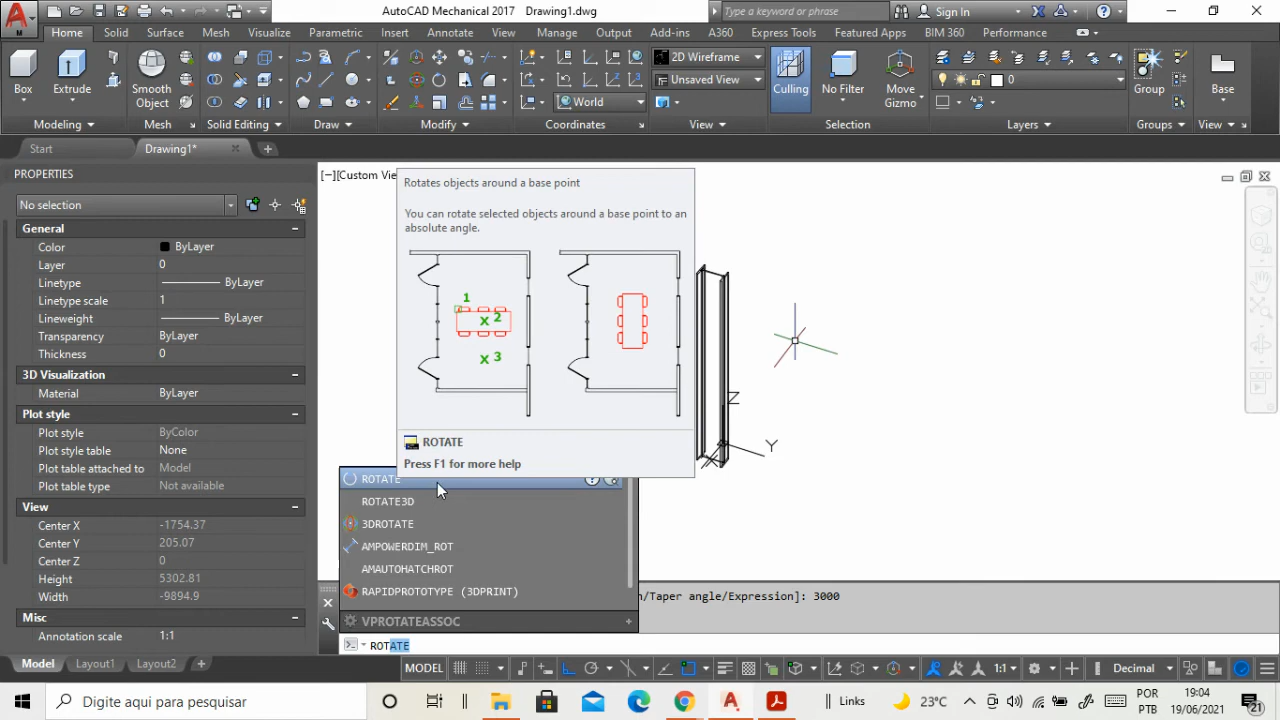 AutoCAD Mechanical 2017 Drawing1.dwg
Type a keyword or phrase
Sign In
Home Solid Surface Mesh Visualize Parametric Insert Annotate View Manage Output Add-ins A360 Express Tools Featured Apps BIM 360 Performance
Box
Extrude
Smooth Object
2D Wireframe
Unsaved View
World
Culling
No Filter
Move Gizmo
0
Group
Base
Modeling Mesh Solid Editing Draw Modify Coordinates View Selection Layers Groups View
Start
Drawing1*
PROPERTIES
No selection
General
Color ByLayer
Layer 0
Linetype ByLayer
Linetype scale 1
Lineweight ByLayer
Transparency ByLayer
Thickness 0
3D Visualization
Material ByLayer
Plot style
Plot style ByColor
Plot style table None
Plot table attached to Model
Plot table type Not available
View
Center X -1754.37
Center Y 205.07
Center Z 0
Height 5302.81
Width -9894.9
Misc
Annotation scale 1:1
[−][Custom Vie
Rotates objects around a base point
You can rotate selected objects around a base point to an
absolute angle.
1
2
3
ROTATE
Press F1 for more help
Z
Y
X
ROTATE
ROTATE3D
3DROTATE
AMPOWERDIM_ROT
AMAUTOHATCHROT
RAPIDPROTOTYPE (3DPRINT)
VPROTATEASSOC
n/Taper angle/Expression]: 3000
ROTATE
Model Layout1 Layout2
MODEL
1:1
Decimal
Digite aqui para pesquisar
Links
23°C
POR
PTB
19:04
19/06/2021
21